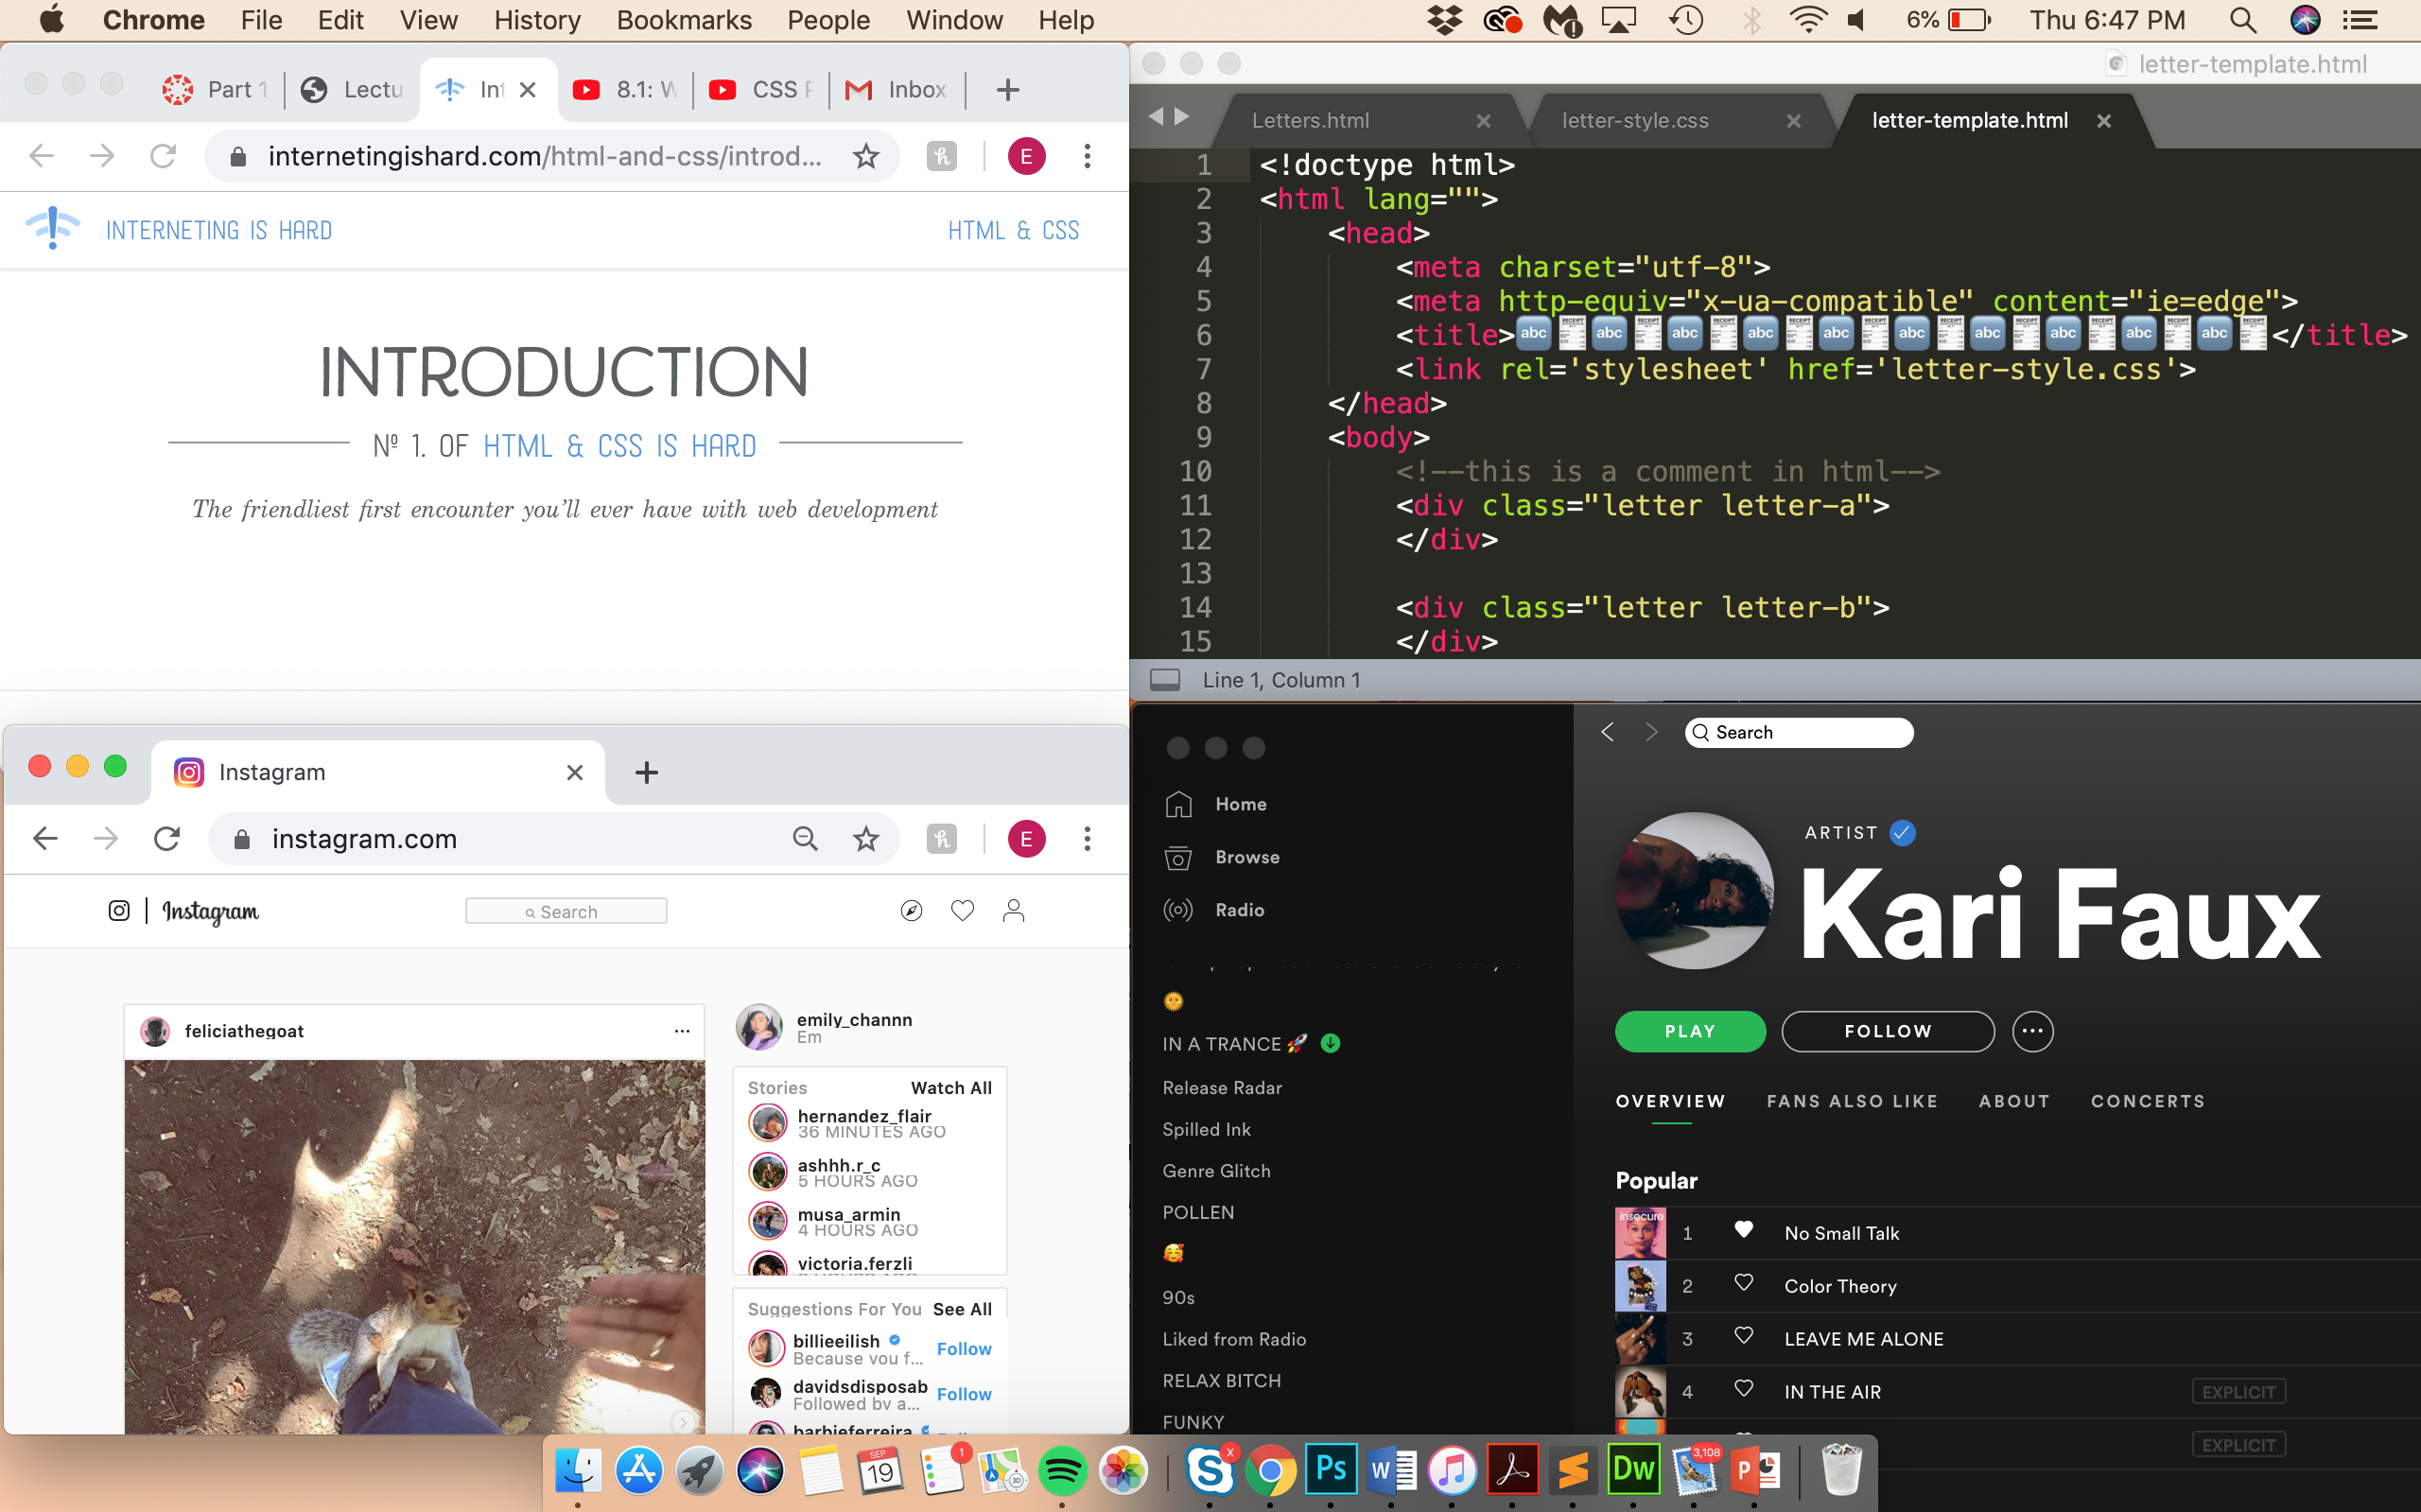 Chrome File Edit View History Bookmarks People Window Help
6% Thu 6:47 PM
Part 1 Lectu Int 8.1: W CSS Inbox
internetingishard.com/html-and-css/introd...
E
INTERNETING IS HARD
HTML & CSS
INTRODUCTION
Nº 1. OF HTML & CSS IS HARD
The friendliest first encounter you’ll ever have with web development
letter-template.html
Letters.html
letter-style.css
letter-template.html
1 <!doctype html>
2 <html lang="">
3 <head>
4 <meta charset="utf-8">
5 <meta http-equiv="x-ua-compatible" content="ie=edge">
6 <title>🔤🧾🔤🧾🔤🧾🔤🧾🔤🧾🔤🧾🔤🧾🔤🧾🔤🧾🔤🧾</title>
7 <link rel='stylesheet' href='letter-style.css'>
8 </head>
9 <body>
10 <!--this is a comment in html-->
11 <div class="letter letter-a">
12 </div>
13
14 <div class="letter letter-b">
15 </div>
Line 1, Column 1
Instagram
instagram.com
E
Instagram
Search
feliciathegoat
emily_channn
Em
Stories Watch All
hernandez_flair
36 MINUTES AGO
ashhh.r_c
5 HOURS AGO
musa_armin
4 HOURS AGO
victoria.ferzli
Suggestions For You See All
billieeilish
Because you f...
Follow
davidsdisposab
Followed by a...
Follow
barbieferreira
Home
Browse
Radio
🌞
IN A TRANCE 🚀
Release Radar
Spilled Ink
Genre Glitch
POLLEN
🥰
90s
Liked from Radio
RELAX BITCH
FUNKY
Search
ARTIST
Kari Faux
PLAY
FOLLOW
OVERVIEW FANS ALSO LIKE ABOUT CONCERTS
Popular
insecure
1 No Small Talk
2 Color Theory
3 LEAVE ME ALONE
4 IN THE AIR EXPLICIT
EXPLICIT
SEP
19
1
3D
S
X
Ps
W
Dw
3,108
P